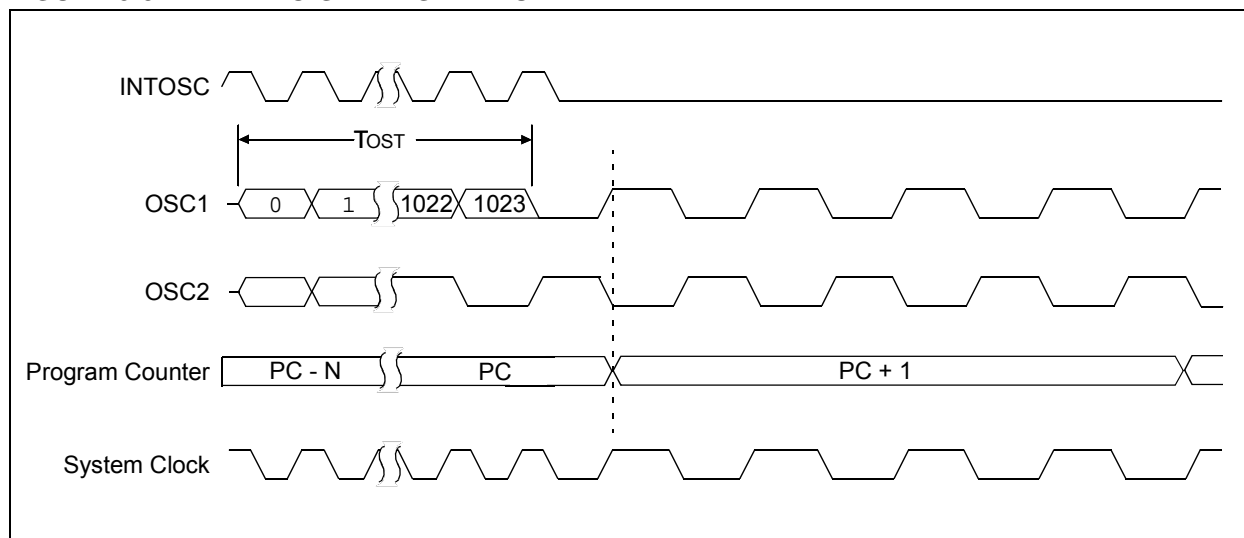 INTOSC
TOST
OSC1 0 1 1022 1023
OSC2
Program Counter PC - N PC PC + 1
System Clock